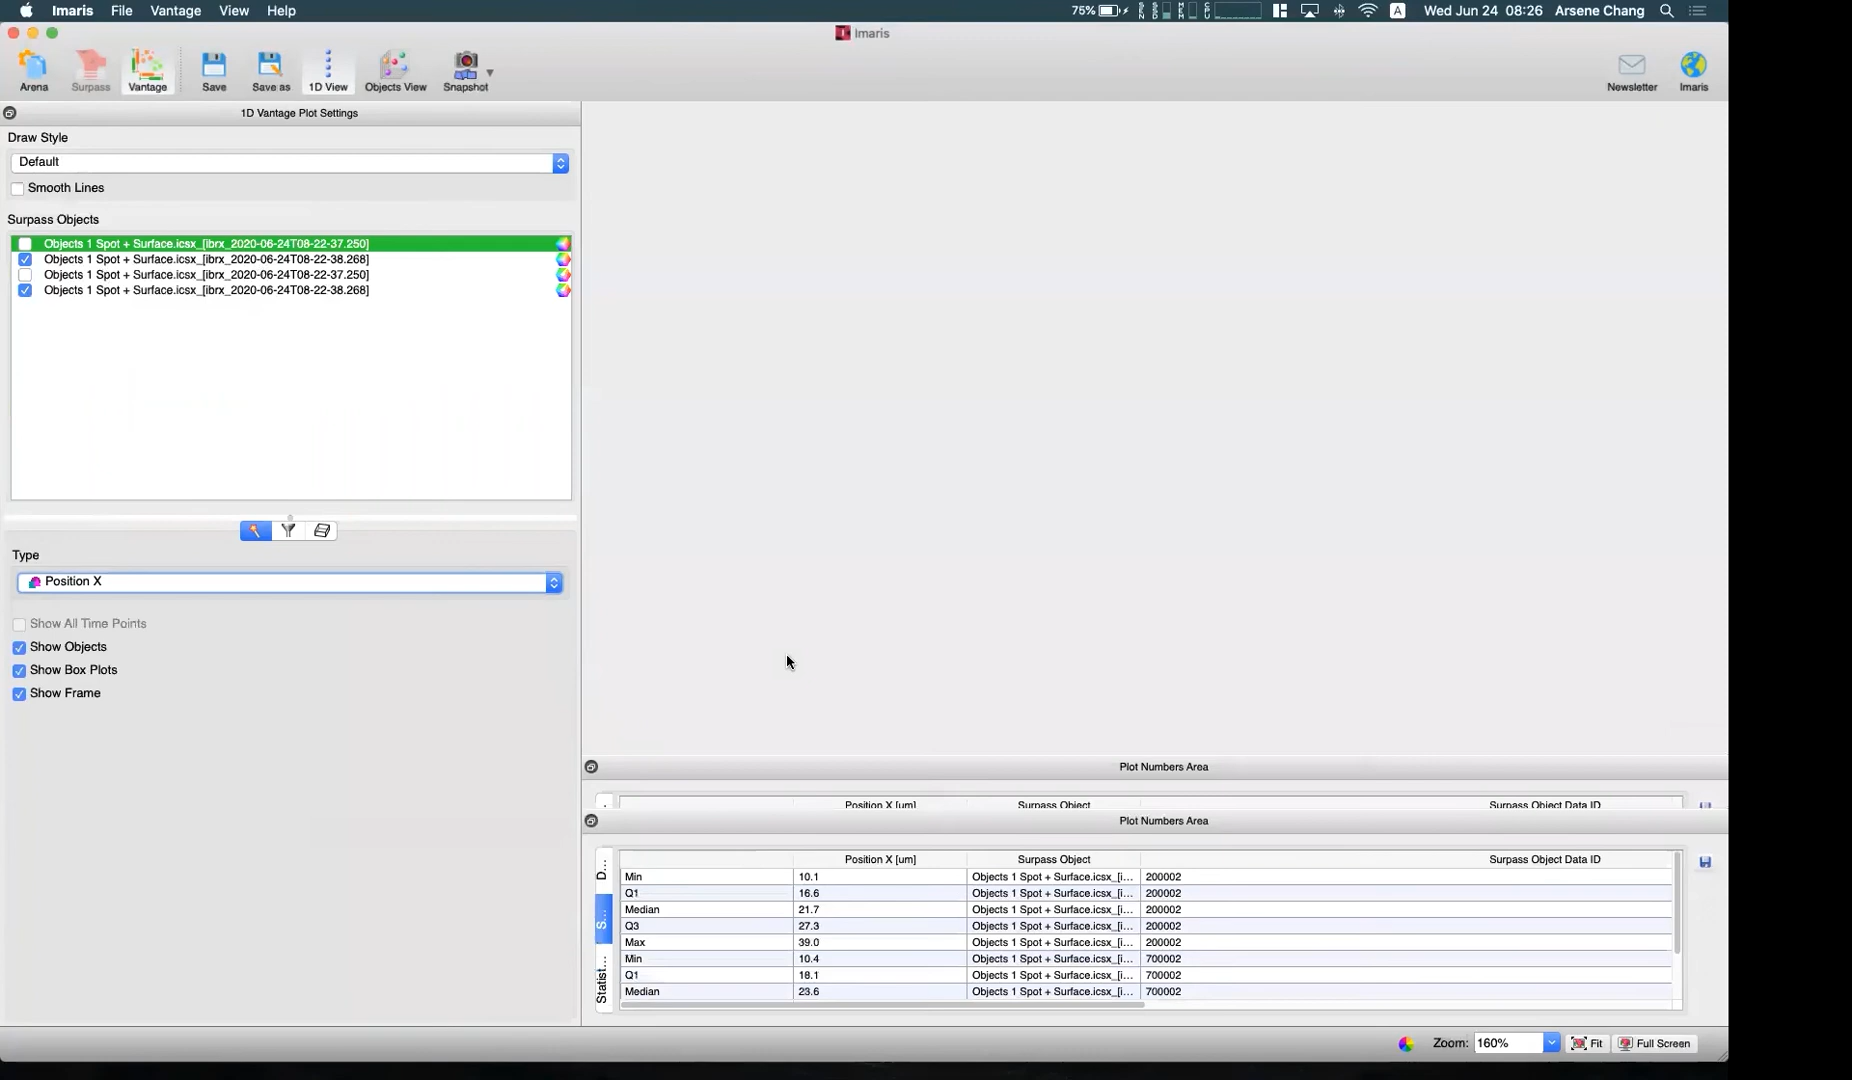 Imaris File Vantage View Help 75% A Wed Jun 24 08:26 Arsene Chang
Imaris
Arena Surpass Vantage Save Save as 1D View Objects View Snapshot Newsletter Imaris
1D Vantage Plot Settings
Draw Style
Default
Smooth Lines
Surpass Objects
Objects 1 Spot + Surface.icsx_[ibrx_2020-06-24T08-22-37.250]
Objects 1 Spot + Surface.icsx_[ibrx_2020-06-24T08-22-38.268]
Objects 1 Spot + Surface.icsx_[ibrx_2020-06-24T08-22-37.250]
Objects 1 Spot + Surface.icsx_[ibrx_2020-06-24T08-22-38.268]
Type
Position X
Show All Time Points
Show Objects
Show Box Plots
Show Frame
Plot Numbers Area
Position X [um] Surpass Object Surpass Object Data ID
Plot Numbers Area
D...
S...
Statist...
Position X [um] Surpass Object Surpass Object Data ID
Min 10.1 Objects 1 Spot + Surface.icsx_[i... 200002
Q1 16.6 Objects 1 Spot + Surface.icsx_[i... 200002
Median 21.7 Objects 1 Spot + Surface.icsx_[i... 200002
Q3 27.3 Objects 1 Spot + Surface.icsx_[i... 200002
Max 39.0 Objects 1 Spot + Surface.icsx_[i... 200002
Min 10.4 Objects 1 Spot + Surface.icsx_[i... 700002
Q1 18.1 Objects 1 Spot + Surface.icsx_[i... 700002
Median 23.6 Objects 1 Spot + Surface.icsx_[i... 700002
Zoom: 160% Fit Full Screen